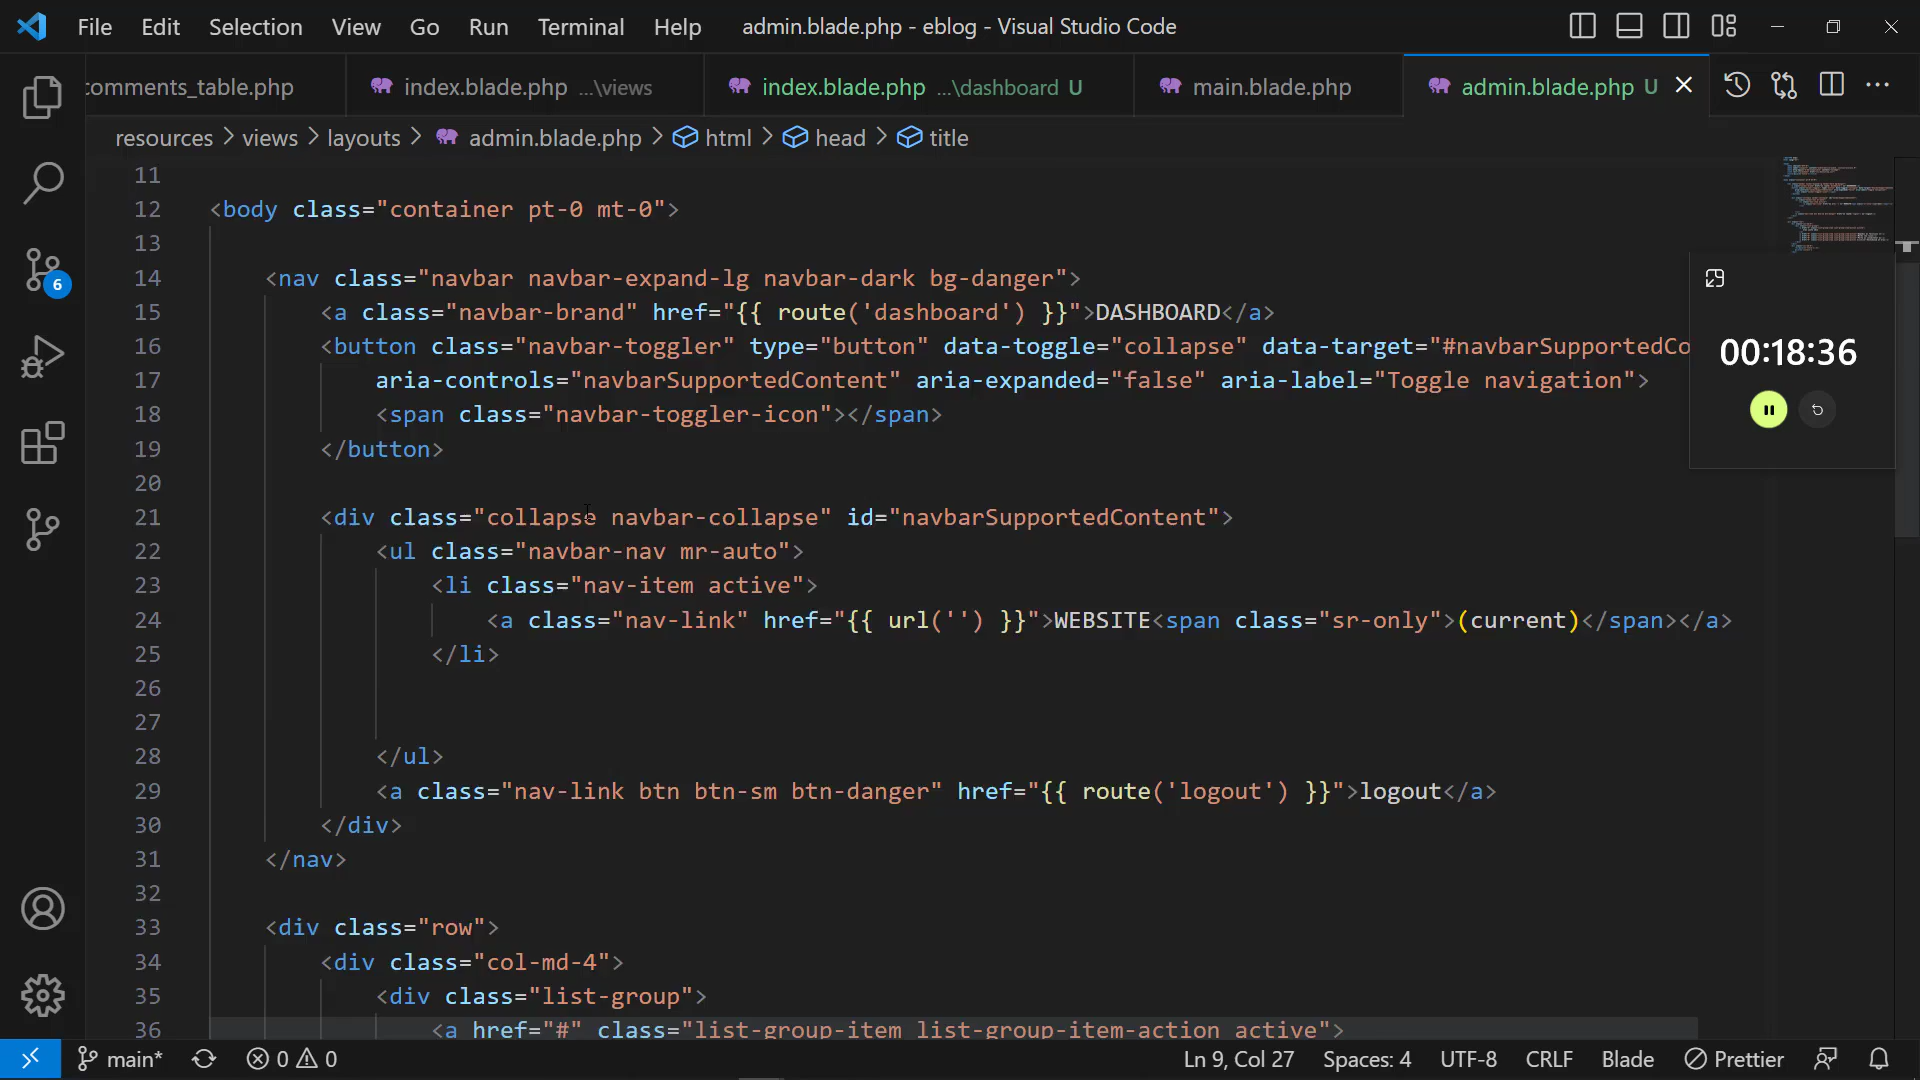 File Edit Selection View Go Run Terminal Help admin.blade.php - eblog - Visual Studio Code
comments_table.php index.blade.php ...\views index.blade.php ...\dashboard U main.blade.php admin.blade.php U
resources > views > layouts > admin.blade.php > html > head > title
11
12 <body class="container pt-0 mt-0">
13
14 <nav class="navbar navbar-expand-lg navbar-dark bg-danger">
15 <a class="navbar-brand" href="{{ route('dashboard') }}">DASHBOARD</a>
16 <button class="navbar-toggler" type="button" data-toggle="collapse" data-target="#navbarSupportedCo
17 aria-controls="navbarSupportedContent" aria-expanded="false" aria-label="Toggle navigation">
18 <span class="navbar-toggler-icon"></span>
19 </button>
20
21 <div class="collapse navbar-collapse" id="navbarSupportedContent">
22 <ul class="navbar-nav mr-auto">
23 <li class="nav-item active">
24 <a class="nav-link" href="{{ url('') }}">WEBSITE<span class="sr-only">(current)</span></a>
25 </li>
26
27
28 </ul>
29 <a class="nav-link btn btn-sm btn-danger" href="{{ route('logout') }}">logout</a>
30 </div>
31 </nav>
32
33 <div class="row">
34 <div class="col-md-4">
35 <div class="list-group">
36 <a href="#" class="list-group-item list-group-item-action active">
00:18:36
6
main* 0 0 Ln 9, Col 27 Spaces: 4 UTF-8 CRLF Blade Prettier